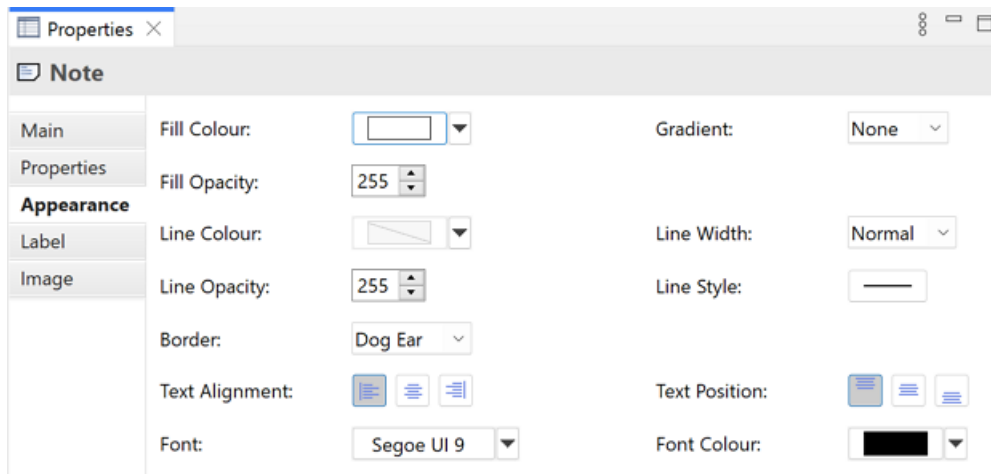 Properties
Note
Main
Properties
Appearance
Label
Image
Fill Colour:
Gradient: None
Fill Opacity: 255
Line Colour:
Line Width: Normal
Line Opacity: 255
Line Style:
Border: Dog Ear
Text Alignment:
Text Position:
Font: Segoe UI 9
Font Colour: